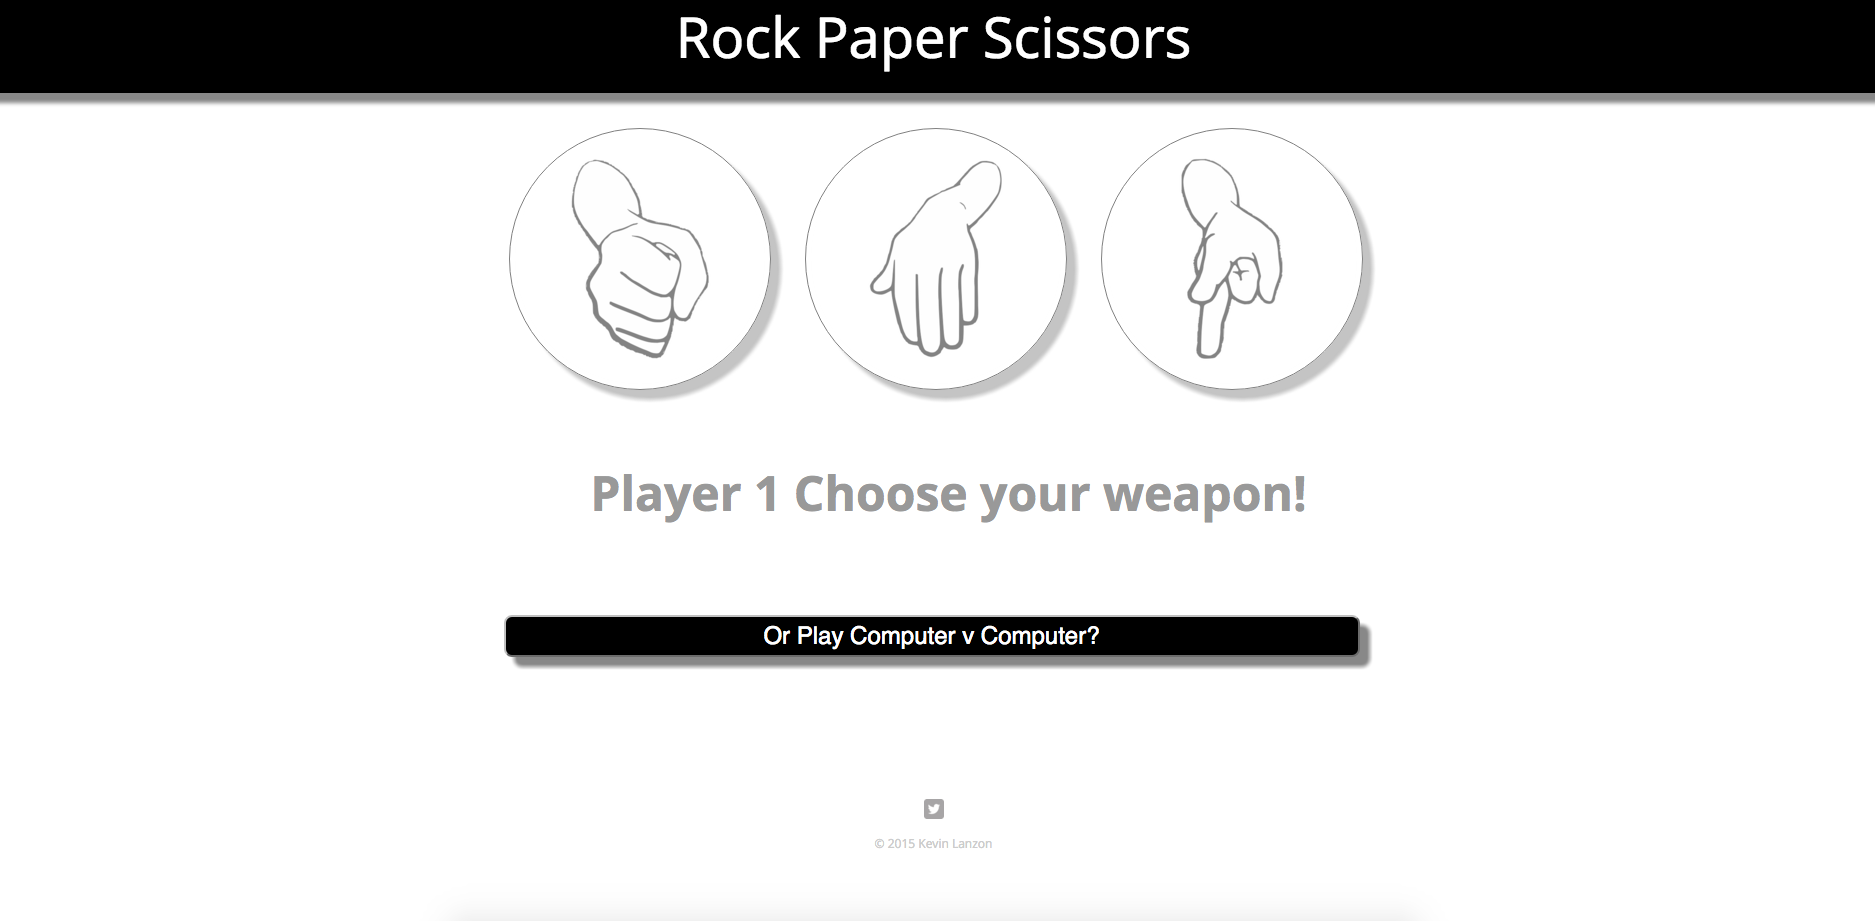 Rock Paper Scissors
Player 1 Choose your weapon!
Or Play Computer v Computer?
© 2015 Kevin Lanzon